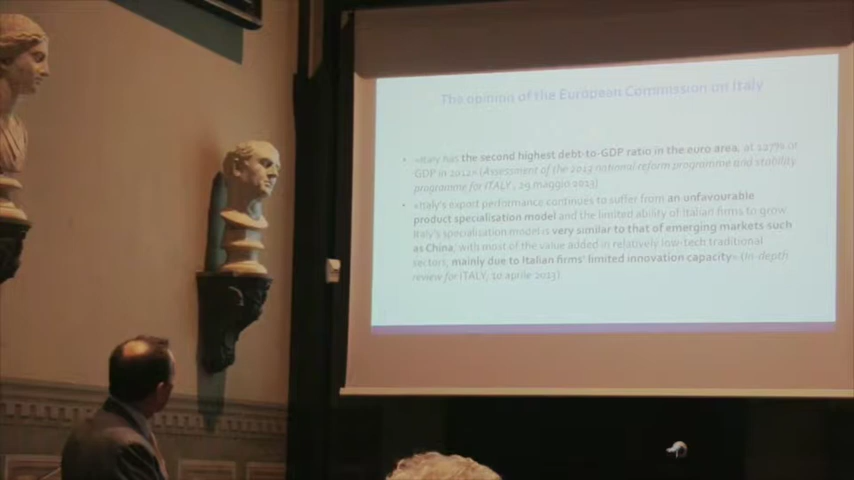 The opinion of the European Commission on Italy
• «Italy has the second highest debt-to-GDP ratio in the euro area, at 127% of
GDP in 2012» (Assessment of the 2013 national reform programme and stability
programme for ITALY , 29 maggio 2013)
• «Italy's export performance continues to suffer from an unfavourable
product specialisation model and the limited ability of Italian firms to grow.
Italy's specialisation model is very similar to that of emerging markets such
as China, with most of the value added in relatively low-tech traditional
sectors, mainly due to Italian firms' limited innovation capacity» (In-depth
review for ITALY, 10 aprile 2013)